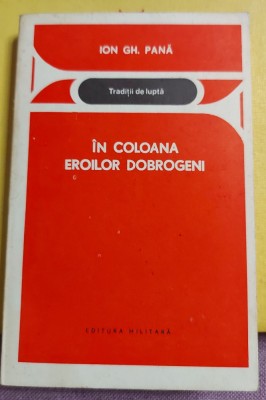 ION GH. PANĂ
Tradiții de luptă
ÎN COLOANA
EROILOR DOBROGENI
EDITURA MILITARĂ